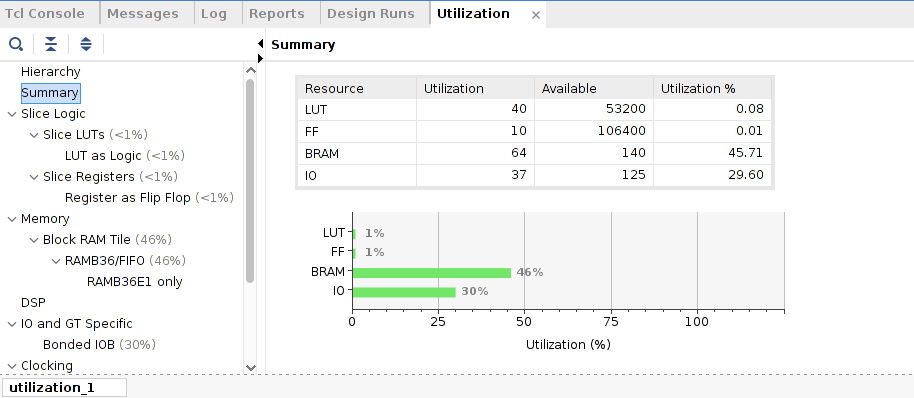 Tcl Console Messages Log Reports Design Runs Utilization
Summary
Hierarchy
Summary
Slice Logic
Slice LUTs (<1%)
LUT as Logic (<1%)
Slice Registers (<1%)
Register as Flip Flop (<1%)
Memory
Block RAM Tile (46%)
RAMB36/FIFO (46%)
RAMB36E1 only
DSP
IO and GT Specific
Bonded IOB (30%)
Clocking
Resource Utilization Available Utilization %
LUT 40 53200 0.08
FF 10 106400 0.01
BRAM 64 140 45.71
IO 37 125 29.60
LUT 1%
FF 1%
BRAM 46%
IO 30%
0 25 50 75 100
Utilization (%)
utilization_1